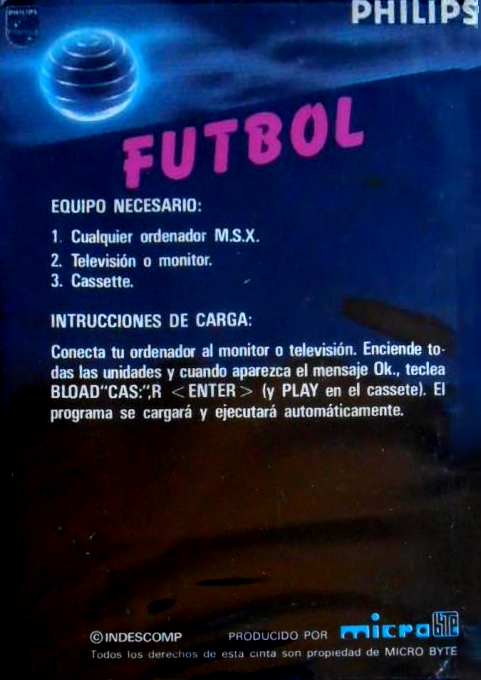 PHILIPS
PHILIPS
FUTBOL
EQUIPO NECESARIO:
1. Cualquier ordenador M.S.X.
2. Televisión o monitor.
3. Cassette.
INTRUCCIONES DE CARGA:
Conecta tu ordenador al monitor o televisión. Enciende to-
das las unidades y cuando aparezca el mensaje Ok., teclea
BLOAD"CAS:",R <ENTER> (y PLAY en el cassete). El
programa se cargará y ejecutará automáticamente.
©INDESCOMP PRODUCIDO POR micro BYTE
Todos los derechos de esta cinta son propiedad de MICRO BYTE